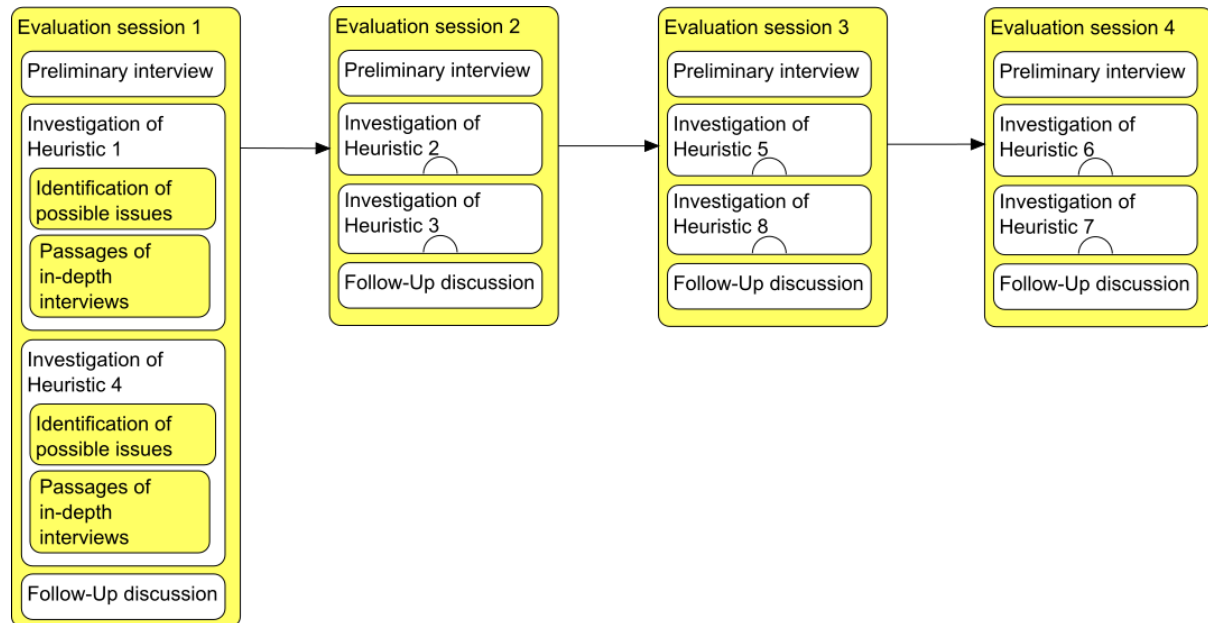 Evaluation session 1
Preliminary interview
Investigation of
Heuristic 1
Identification of
possible issues
Passages of
in-depth
interviews
Investigation of
Heuristic 4
Identification of
possible issues
Passages of
in-depth
interviews
Follow-Up discussion
Evaluation session 2
Preliminary interview
Investigation of
Heuristic 2
Investigation of
Heuristic 3
Follow-Up discussion
Evaluation session 3
Preliminary interview
Investigation of
Heuristic 5
Investigation of
Heuristic 8
Follow-Up discussion
Evaluation session 4
Preliminary interview
Investigation of
Heuristic 6
Investigation of
Heuristic 7
Follow-Up discussion